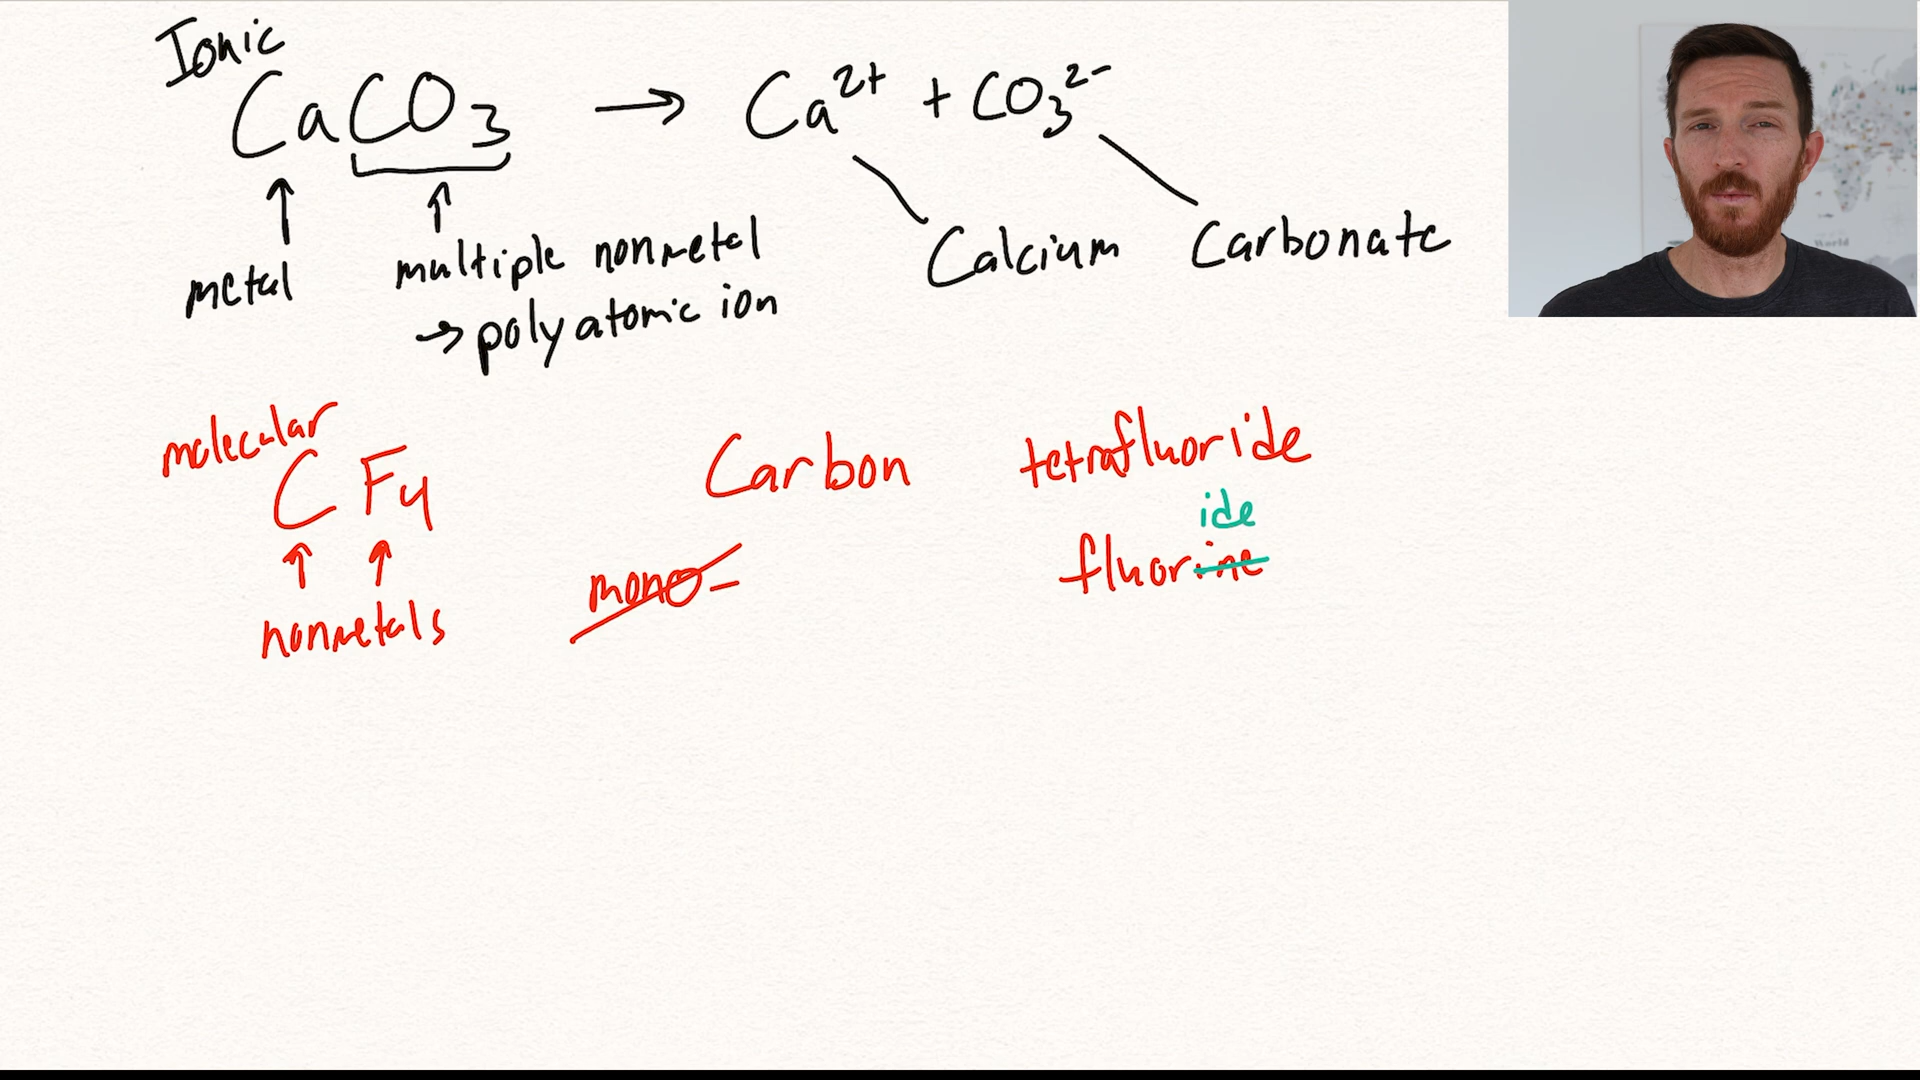 Ionic
CaCO₃ → Ca²⁺ + CO₃²⁻
metal
multiple nonmetal
→ polyatomic ion
Calcium Carbonate
molecular
CF₄
nonmetals
Carbon tetrafluoride
mono-
ide
fluorine
World